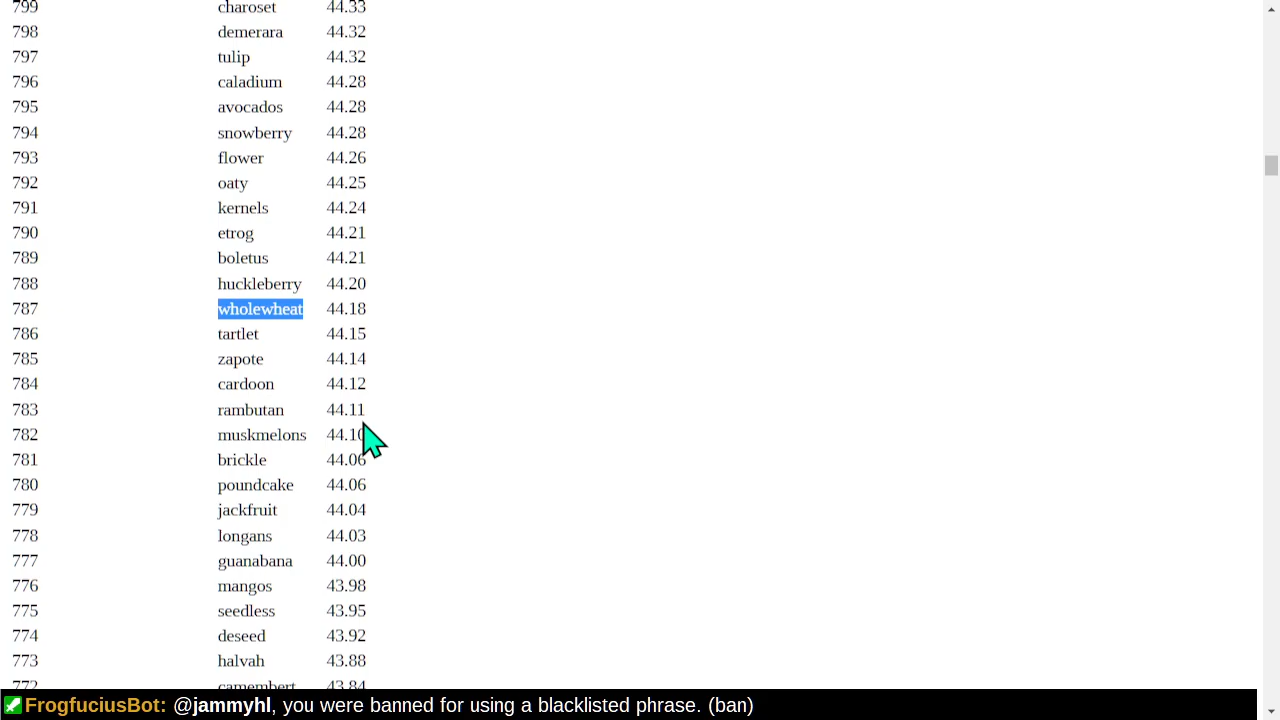 799 charoset 44.33
798 demerara 44.32
797 tulip 44.32
796 caladium 44.28
795 avocados 44.28
794 snowberry 44.28
793 flower 44.26
792 oaty 44.25
791 kernels 44.24
790 etrog 44.21
789 boletus 44.21
788 huckleberry 44.20
787 wholewheat 44.18
786 tartlet 44.15
785 zapote 44.14
784 cardoon 44.12
783 rambutan 44.11
782 muskmelons 44.10
781 brickle 44.06
780 poundcake 44.06
779 jackfruit 44.04
778 longans 44.03
777 guanabana 44.00
776 mangos 43.98
775 seedless 43.95
774 deseed 43.92
773 halvah 43.88
772 camembert 43.84
FrogfuciusBot: @jammyhl, you were banned for using a blacklisted phrase. (ban)